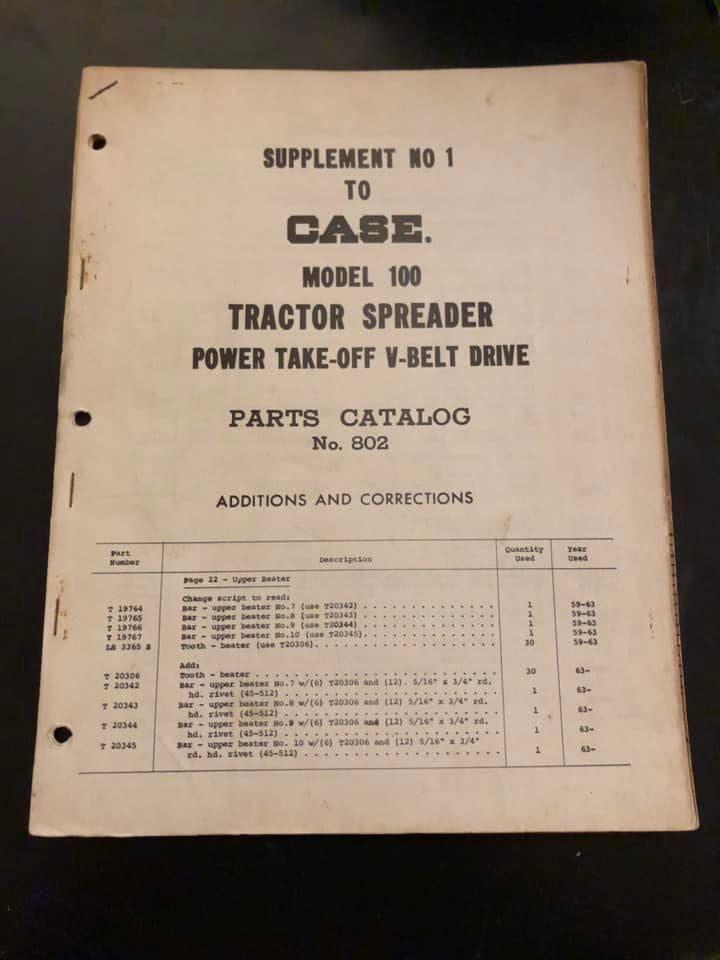 SUPPLEMENT NO 1
TO
CASE.
MODEL 100
TRACTOR SPREADER
POWER TAKE-OFF V-BELT DRIVE
PARTS CATALOG
No. 802
ADDITIONS AND CORRECTIONS
Part Number Description Quantity Used Year Used
Page 22 - Upper Beater
Change script to read:
T 19764 Bar - upper beater No.7 (use T20342) . . . . . . . . . . . . . . 1 59-63
T 19765 Bar - upper beater No.8 (use T20343) . . . . . . . . . . . . . . 1 59-63
T 19766 Bar - upper beater No.9 (use T20344) . . . . . . . . . . . . . . 1 59-63
T 19767 Bar - upper beater No.10 (use T20345). . . . . . . . . . . . . . 1 59-63
LS 3365 B Tooth - beater (use T20306). . . . . . . . . . . . . . . . . . . 30 59-63
Add:
T 20306 Tooth - beater . . . . . . . . . . . . . . . . . . . . . . . . . 30 63-
T 20342 Bar - upper beater No.7 w/(6) T20306 and (12). 5/16" x 3/4" rd.
hd. rivet (45-512) . . . . . . . . . . . . . . . . . . . . . . 1 63-
T 20343 Bar - upper beater No.8 w/(6) T20306 and (12) 5/16" x 3/4" rd.
hd. rivet (45-512) . . . . . . . . . . . . . . . . . . . . . . 1 63-
T 20344 Bar - upper beater No.9 w/(6) T20306 and (12) 5/16" x 3/4" rd.
hd. rivet (45-512) . . . . . . . . . . . . . . . . . . . . . . 1 63-
T 20345 Bar - upper beater No. 10 w/(6) T20306 and (12) 5/16" x 3/4"
rd. hd. rivet (45-512) . . . . . . . . . . . . . . . . . . . . 1 63-